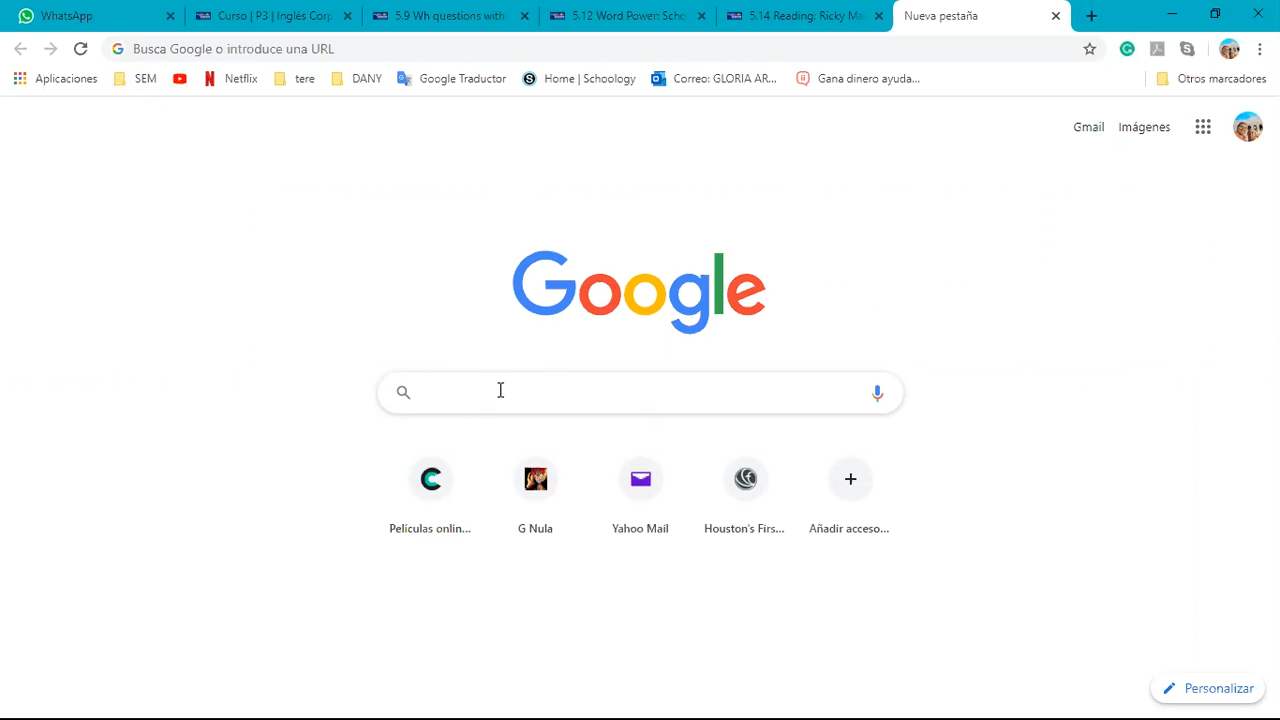 WhatsApp
Curso | P3 | Inglés Corp
5.9 Wh questions with
5.12 Word Power: Scho
5.14 Reading: Ricky Ma
Nueva pestaña
Busca Google o introduce una URL
Aplicaciones
SEM
Netflix
tere
DANY
Google Traductor
Home | Schoology
Correo: GLORIA AR...
Gana dinero ayuda...
Otros marcadores
Gmail
Imágenes
Google
Películas onlin...
G Nula
Yahoo Mail
Houston's Firs...
Añadir acceso...
Personalizar